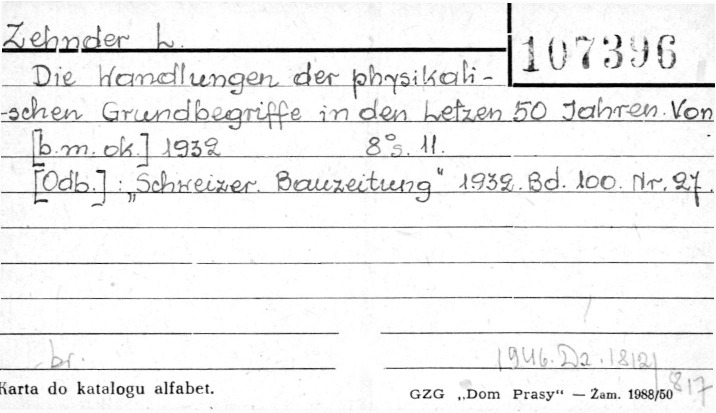 Zehnder L.
107396
Die Wandlungen der physikali-
-schen Grundbegriffe in den Letzen 50 Jahren. Von
[b.m.ok.] 1932 8° s. 11.
[Odb.]: „Schweizer. Bauzeitung" 1932. Bd. 100. Nr. 27.
br.
1946. Dz. 1812/
817
Karta do katalogu alfabet.
GZG „Dom Prasy" — Żam. 1988/50